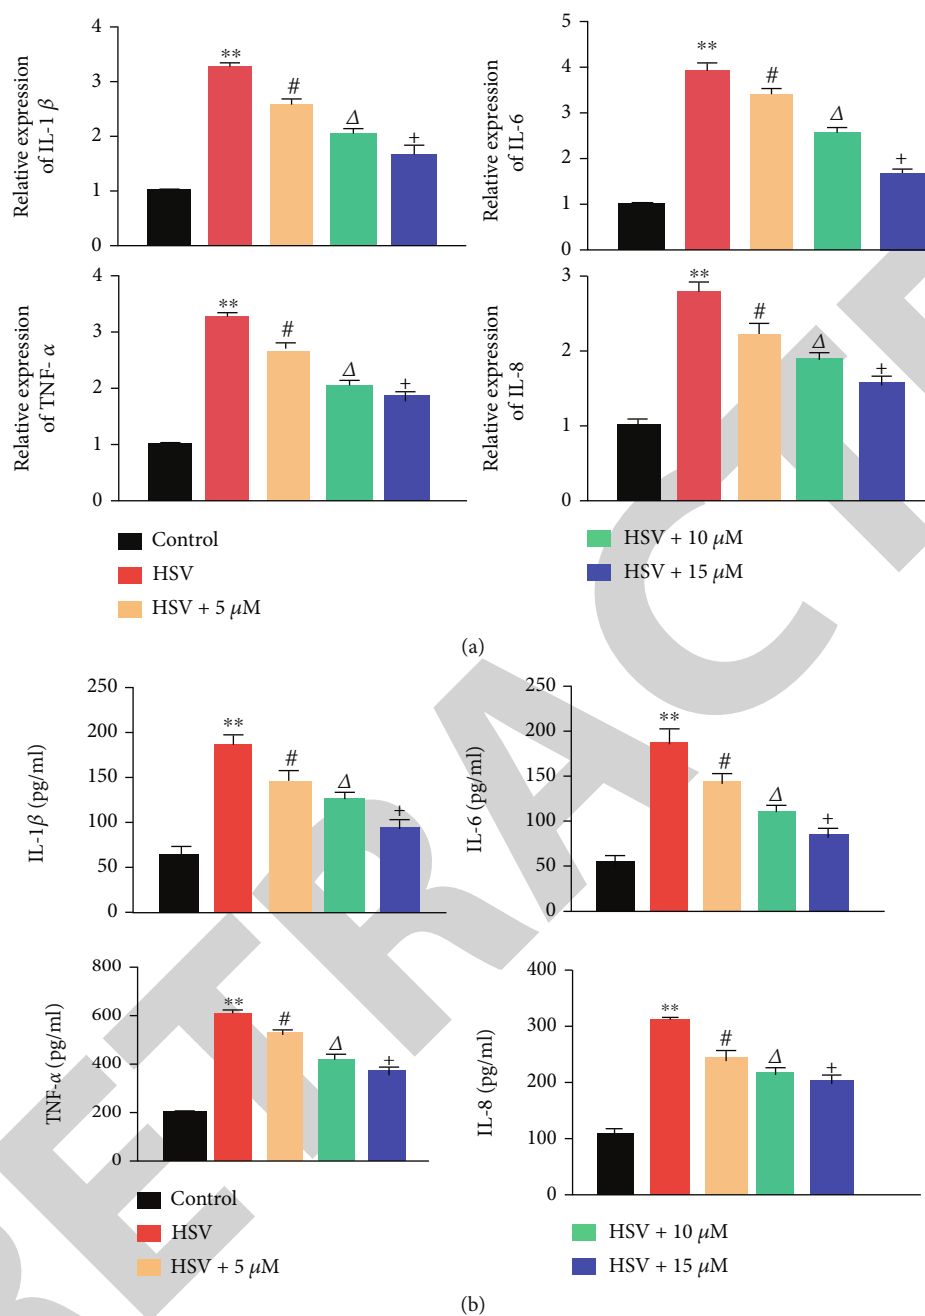 Relative expression
of IL-1 β
4
3
2
1
0
**
#
Δ
+
Relative expression
of IL-6
6
5
4
3
2
1
0
**
#
Δ
+
Relative expression
of TNF- α
4
3
2
1
0
**
#
Δ
+
Relative expression
of IL-8
3
2
1
0
**
#
Δ
+
Control
HSV
HSV + 5 μM
HSV + 10 μM
HSV + 15 μM
(a)
IL-1β (pg/ml)
250
200
150
100
50
0
**
#
Δ
+
IL-6 (pg/ml)
250
200
150
100
50
0
**
#
Δ
+
TNF-α (pg/ml)
800
600
400
200
0
**
#
Δ
+
IL-8 (pg/ml)
400
300
200
100
0
**
#
Δ
+
Control
HSV
HSV + 5 μM
HSV + 10 μM
HSV + 15 μM
(b)
RETRACTE